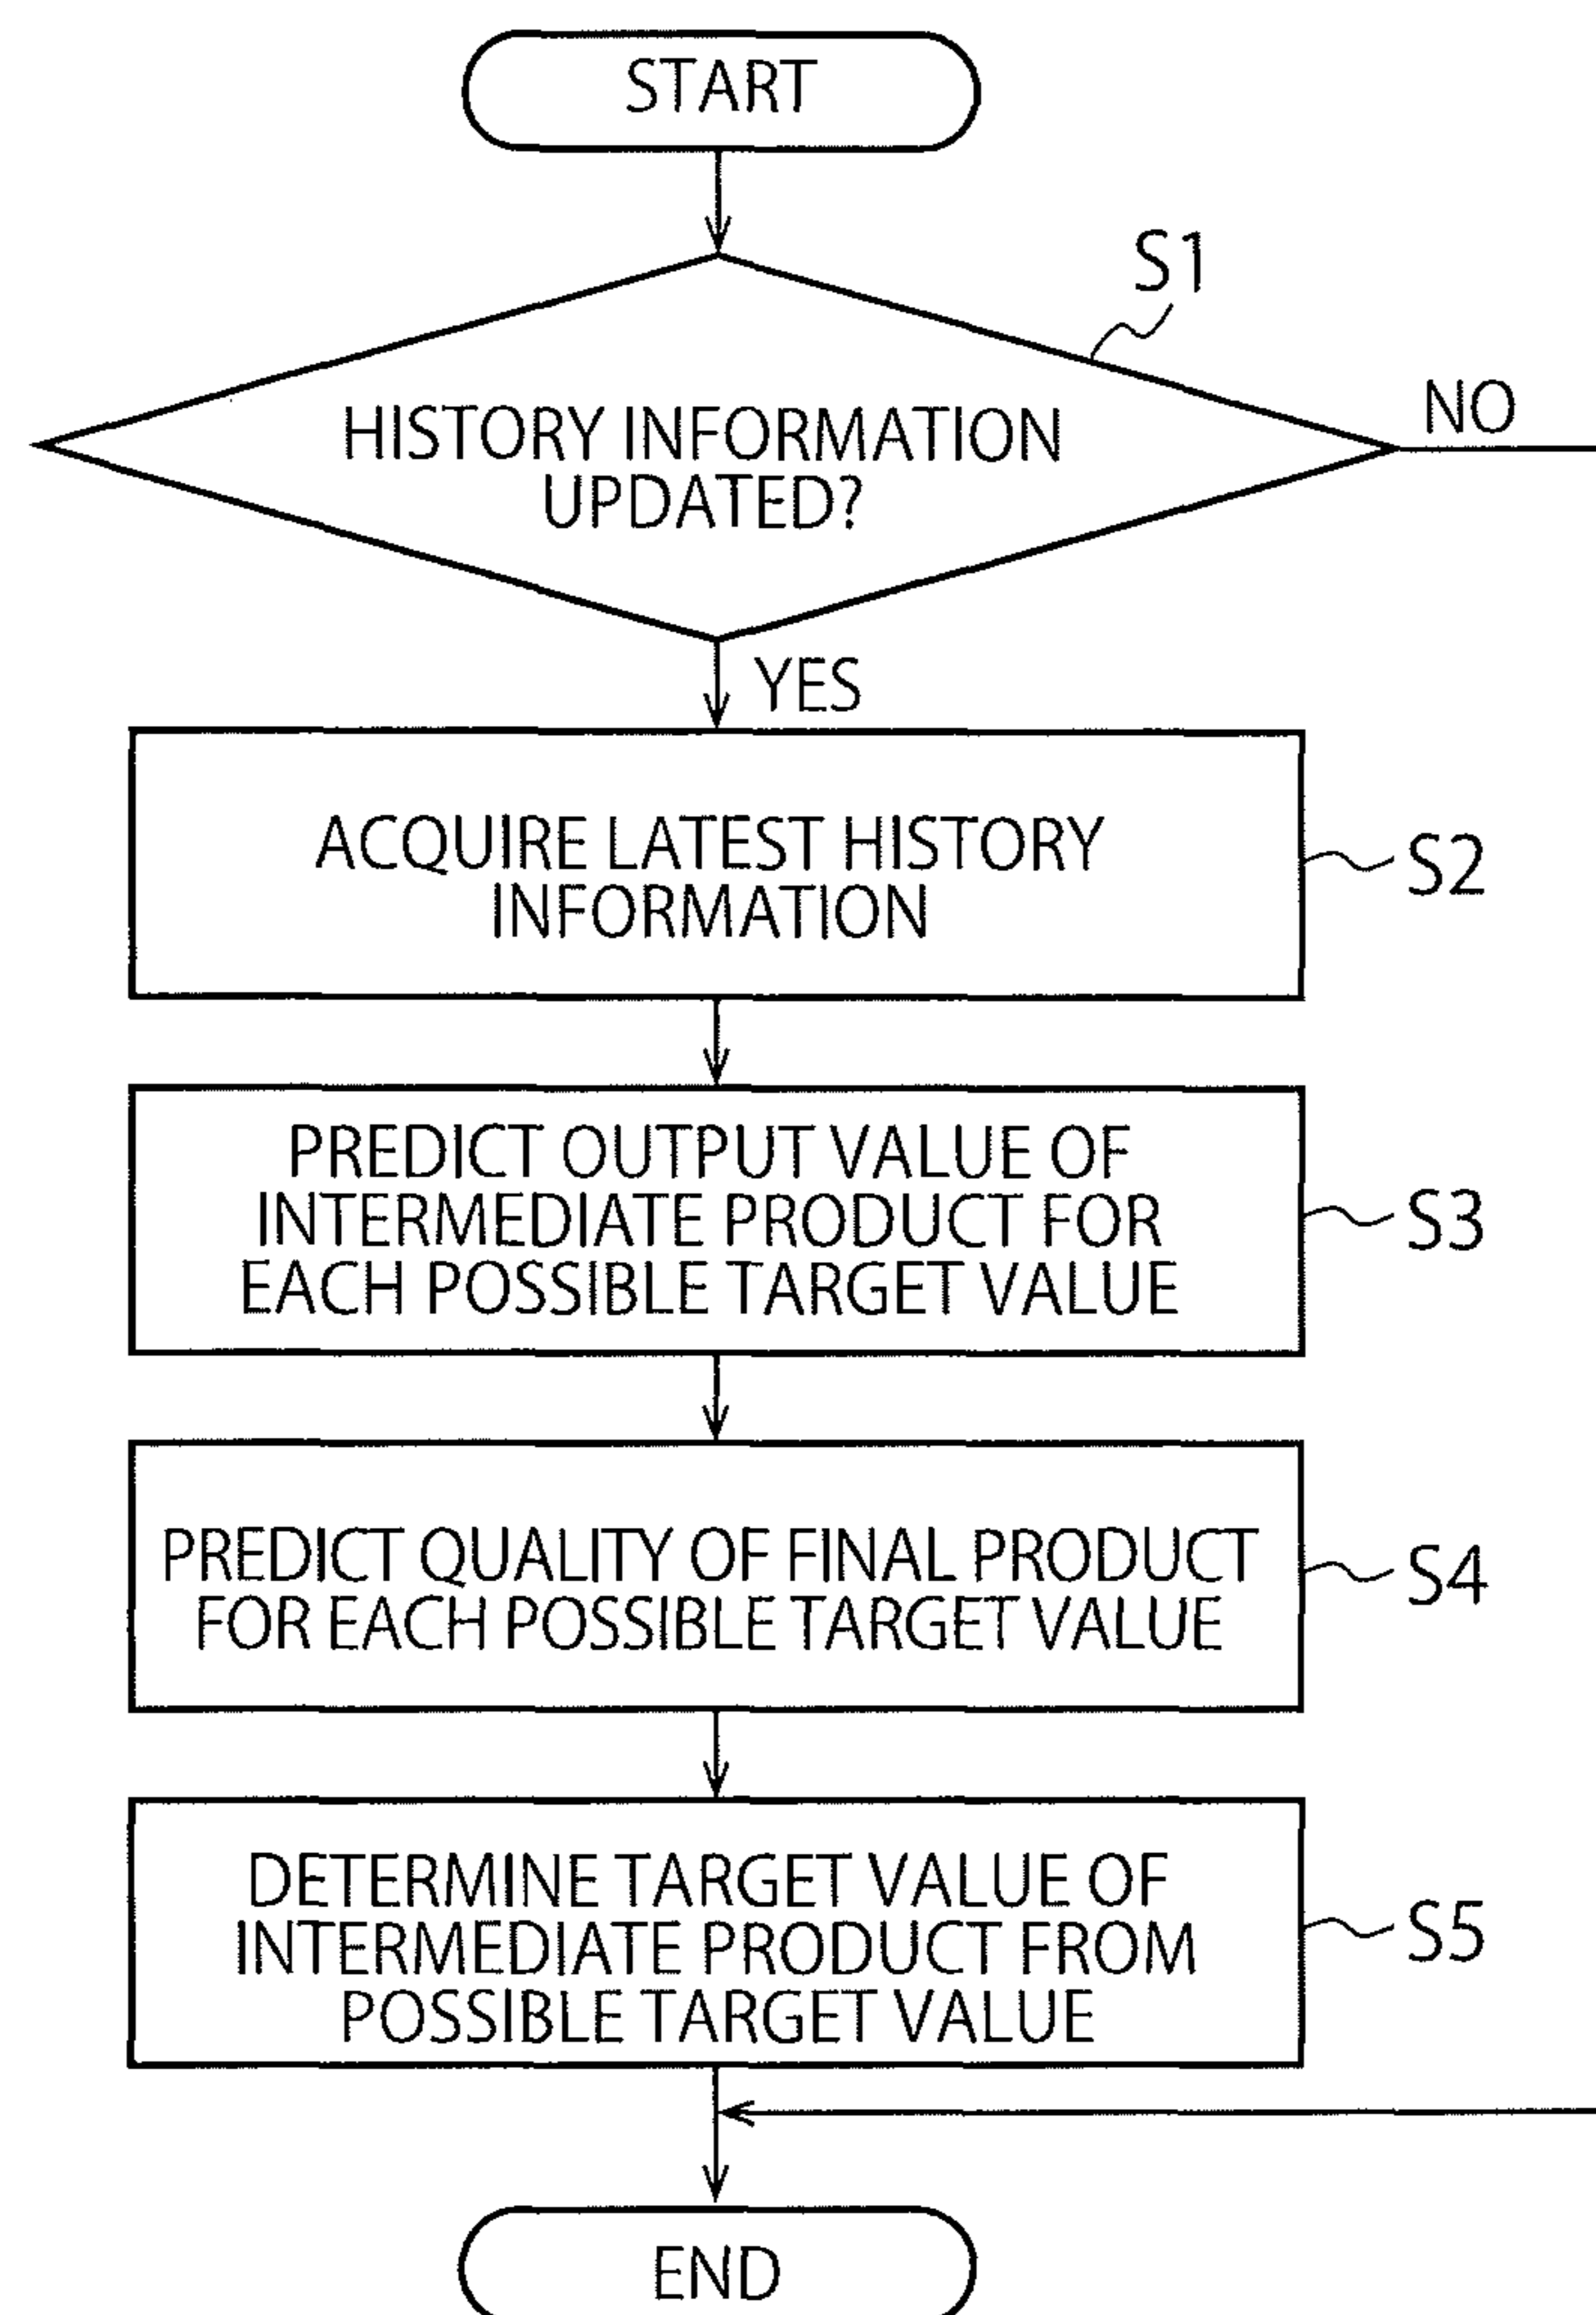 START
S1
NO
HISTORY INFORMATION
UPDATED?
YES
ACQUIRE LATEST HISTORY
INFORMATION
S2
PREDICT OUTPUT VALUE OF
INTERMEDIATE PRODUCT FOR
EACH POSSIBLE TARGET VALUE
S3
PREDICT QUALITY OF FINAL PRODUCT
FOR EACH POSSIBLE TARGET VALUE
S4
DETERMINE TARGET VALUE OF
INTERMEDIATE PRODUCT FROM
POSSIBLE TARGET VALUE
S5
END